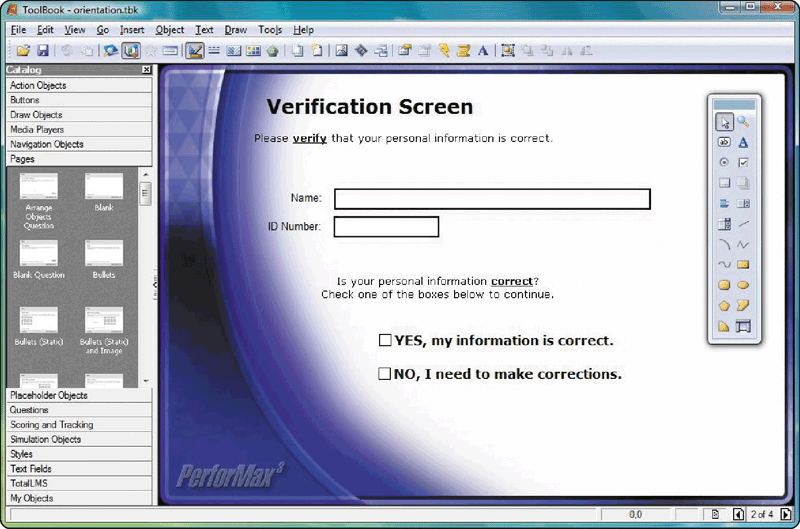 ToolBook - orientation.tbk
File Edit View Go Insert Object Text Draw Tools Help
Catalog
Action Objects
Buttons
Draw Objects
Media Players
Navigation Objects
Pages
Arrange
Objects
Question
Blank
Blank Question
Bullets
Bullets (Static)
Bullets (Static)
and Image
Placeholder Objects
Questions
Scoring and Tracking
Simulation Objects
Styles
Text Fields
TotalLMS
My Objects
Verification Screen
Please verify that your personal information is correct.
Name:
ID Number:
Is your personal information correct?
Check one of the boxes below to continue.
YES, my information is correct.
NO, I need to make corrections.
PerforMax3
ab A
0,0
2 of 4